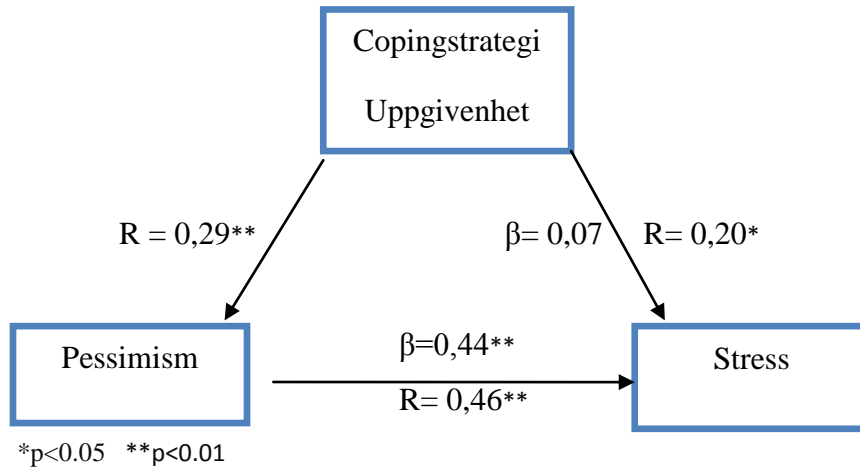 Copingstrategi
Uppgivenhet
R = 0,29**
β= 0,07
R= 0,20*
Pessimism
β=0,44**
R= 0,46**
Stress
*p<0.05 **p<0.01